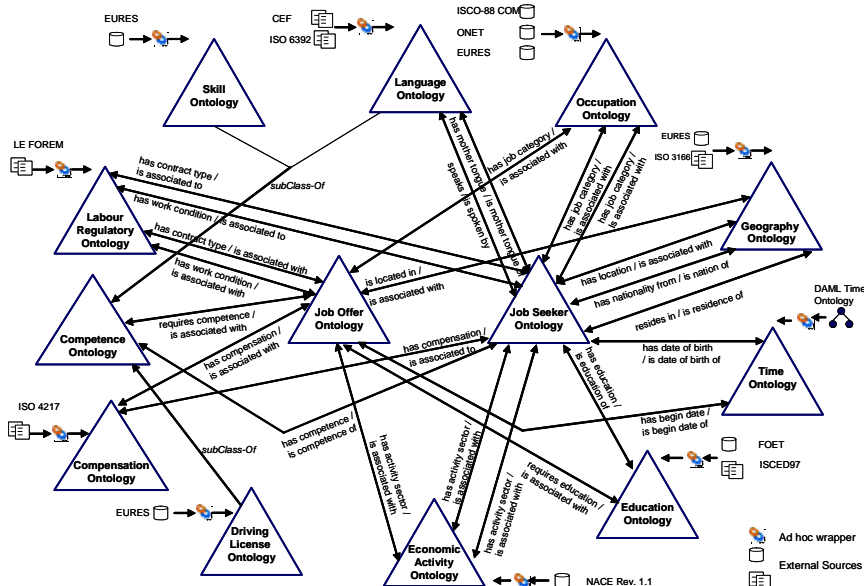 EURES
Skill
Ontology
CEF
ISO 6392
Language
Ontology
ISCO-88 COM
ONET
EURES
Occupation
Ontology
EURES
ISO 3166
Geography
Ontology
LE FOREM
Labour
Regulatory
Ontology
has contract type /
is associated to
has work condition / is associated to
has contract type / is associated with
has work condition /
is associated with
subClass-Of
has mother tongue / is mother tongue
speaks / is spoken by
has job category /
is associated with
has job category /
is associated with
has job category /
is associated with
is located in /
is associated with
has location / is associated with
has nationality from / is nation of
resides in / residence of
Job Offer
Ontology
Job Seeker
Ontology
DAML Time
Ontology
Time
Ontology
has date of birth
/ is date of birth of
has begin date /
is begin date of
Competence
Ontology
requires competence /
is associated with
has compensation /
is associated with
has compensation /
is associated to
has education /
is education of
ISO 4217
Compensation
Ontology
has competence /
is competence of
has activity sector /
is associated with
has activity sector /
is associated with
has activity sector /
is associated with
requires education /
is associated with
subClass-Of
FOET
ISCED97
Education
Ontology
EURES
Driving
License
Ontology
Economic
Activity
Ontology
NACE Rev. 1.1
Ad hoc wrapper
External Sources